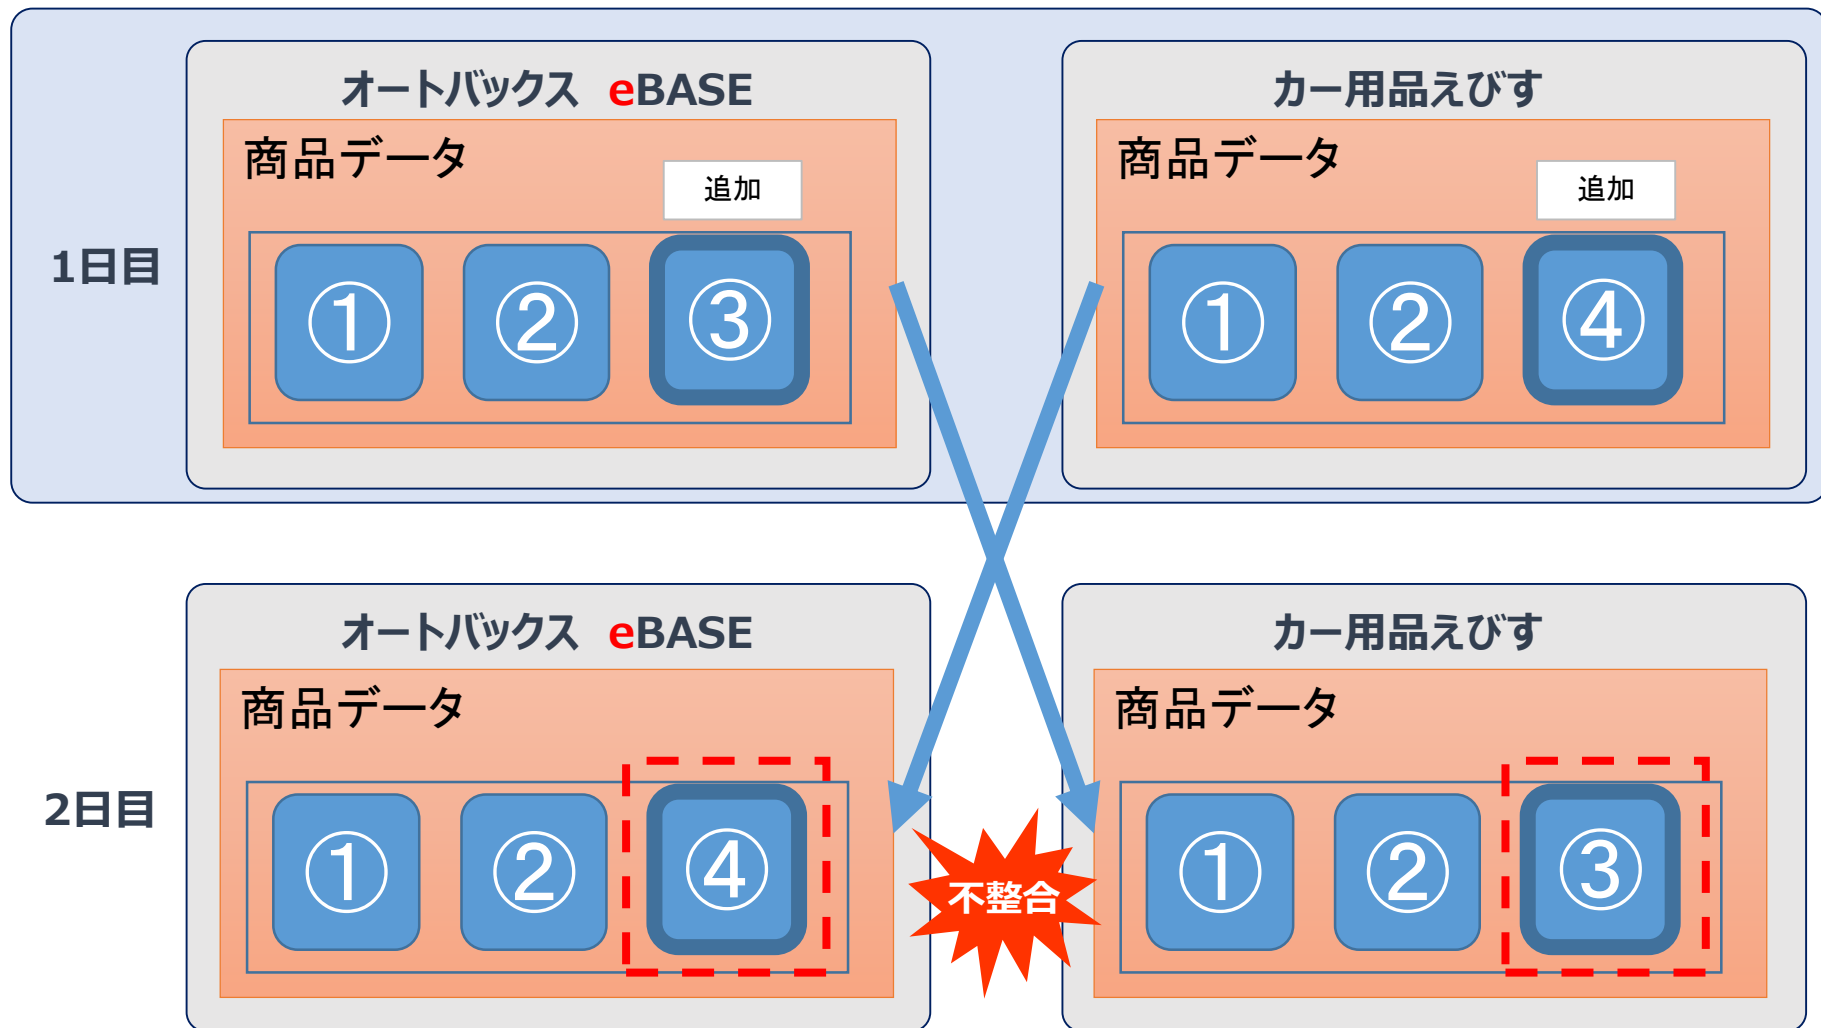 オートバックス eBASE
商品データ
追加
1日目
① ② ③
カー用品えびす
商品データ
追加
① ② ④
オートバックス eBASE
商品データ
2日目
① ② ④
不整合
カー用品えびす
商品データ
① ② ③